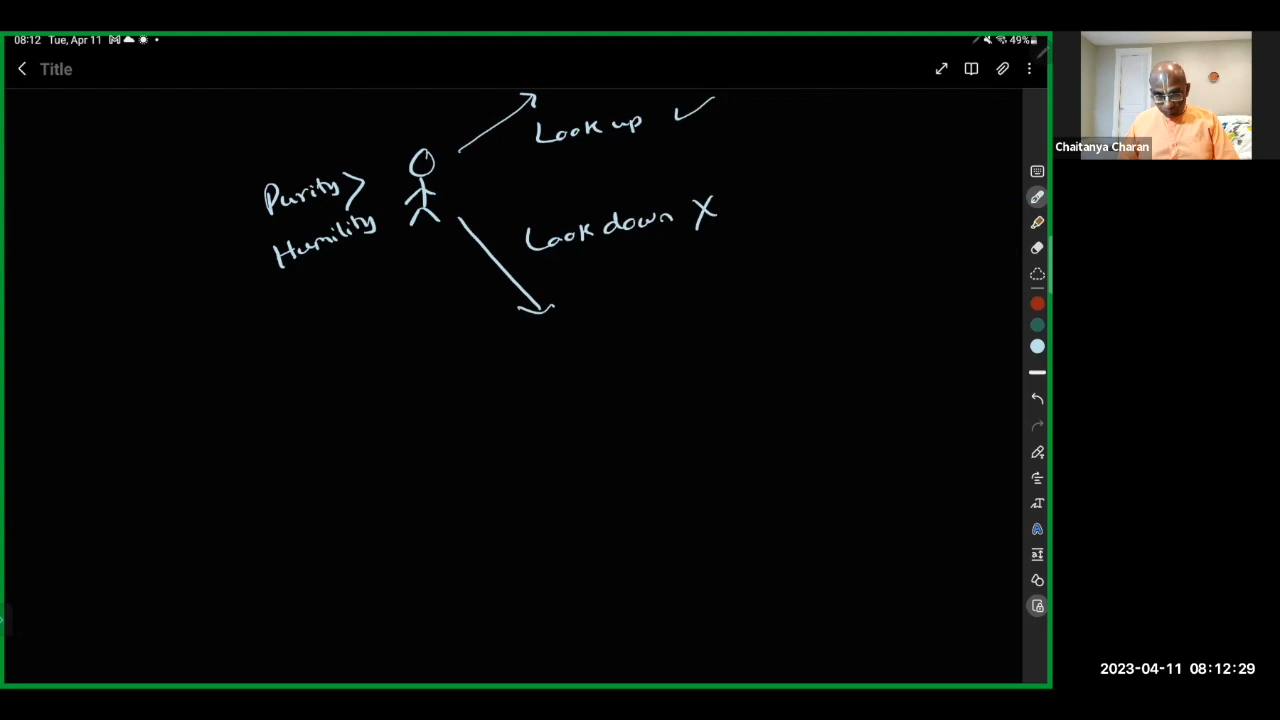 08:12 Tue, Apr 11
49%
Title
Look up ✓
Purity >
Humility
Look down X
Chaitanya Charan
2023-04-11 08:12:29